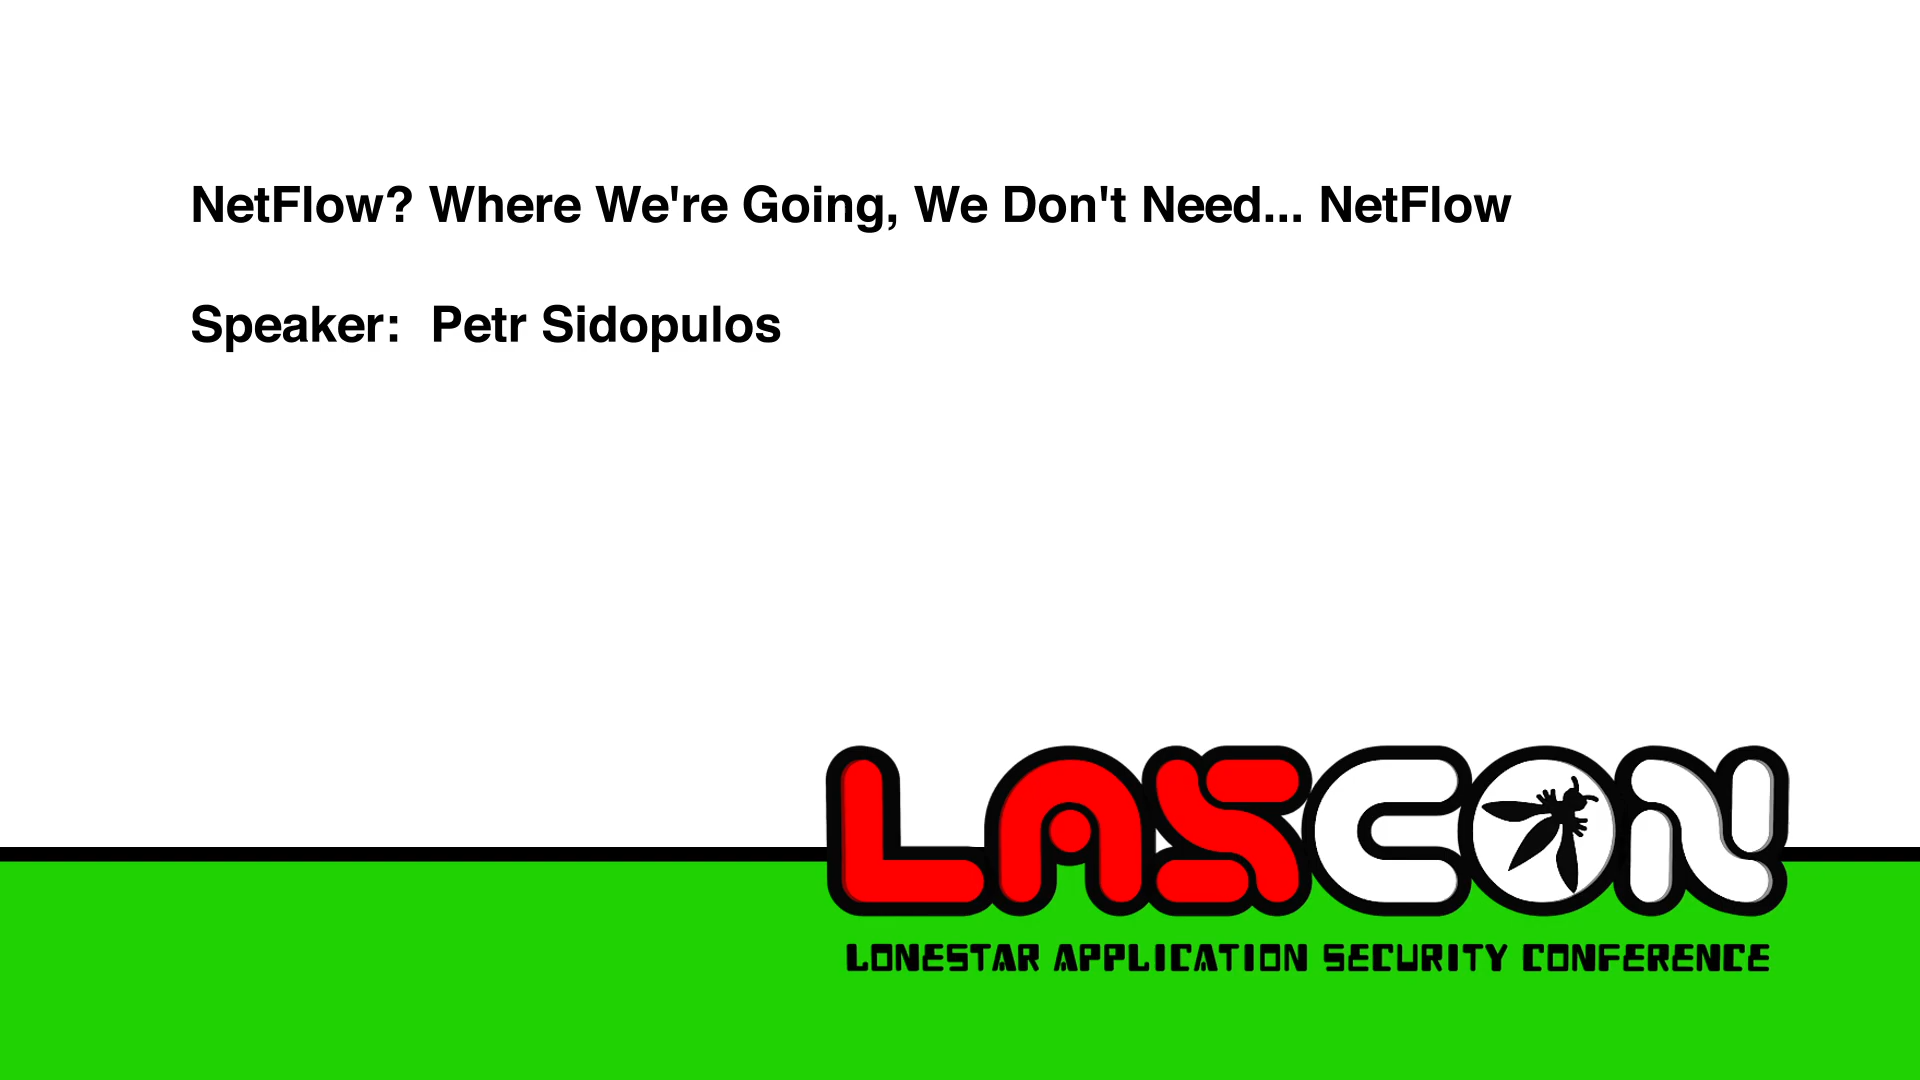 NetFlow? Where We're Going, We Don't Need... NetFlow
Speaker:  Petr Sidopulos
LASCON
LONESTAR APPLICATION SECURITY CONFERENCE